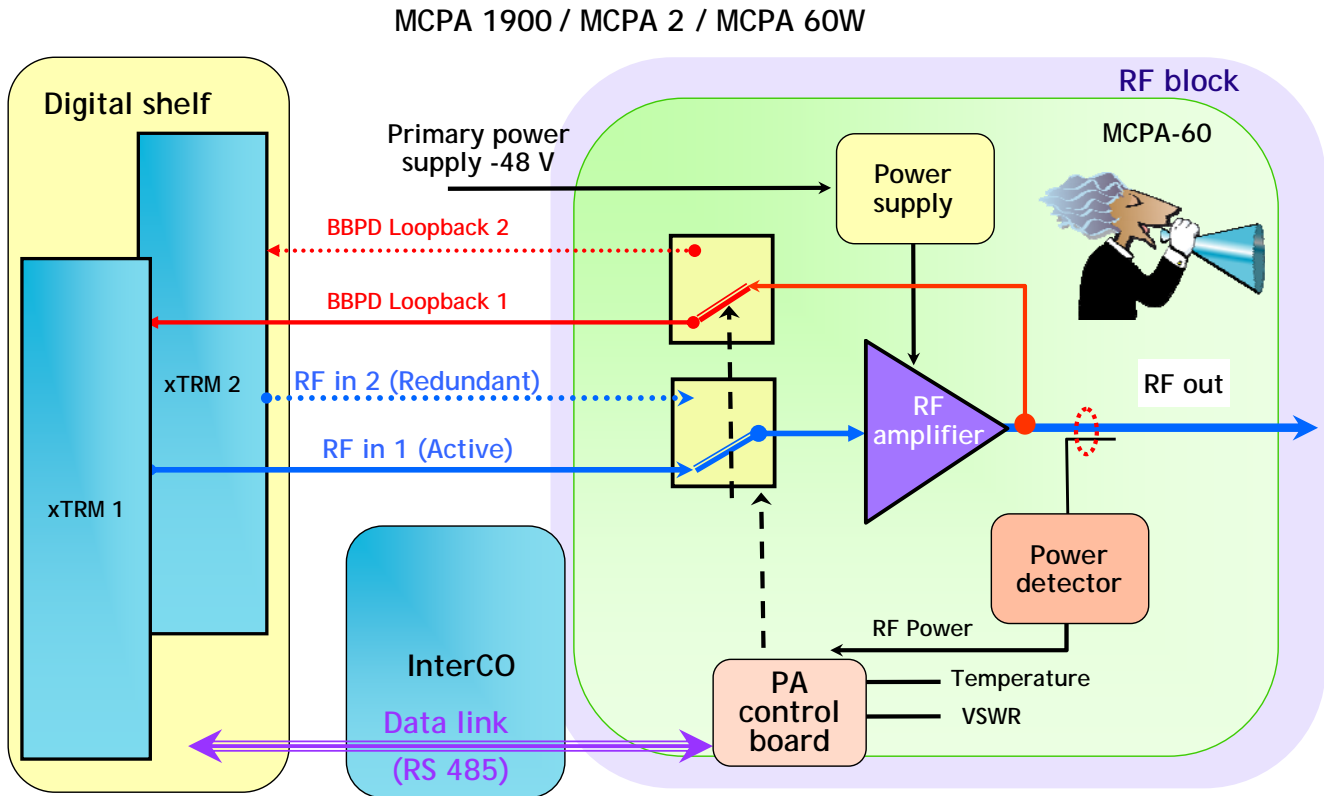 MCPA 1900 / MCPA 2 / MCPA 60W
RF block
Digital shelf
MCPA-60
Primary power
supply -48 V
Power
supply
BBPD Loopback 2
BBPD Loopback 1
xTRM 2
RF in 2 (Redundant)
RF out
RF
amplifier
RF in 1 (Active)
xTRM 1
Power
detector
RF Power
InterCO
PA
control
board
Temperature
VSWR
Data link
(RS 485)